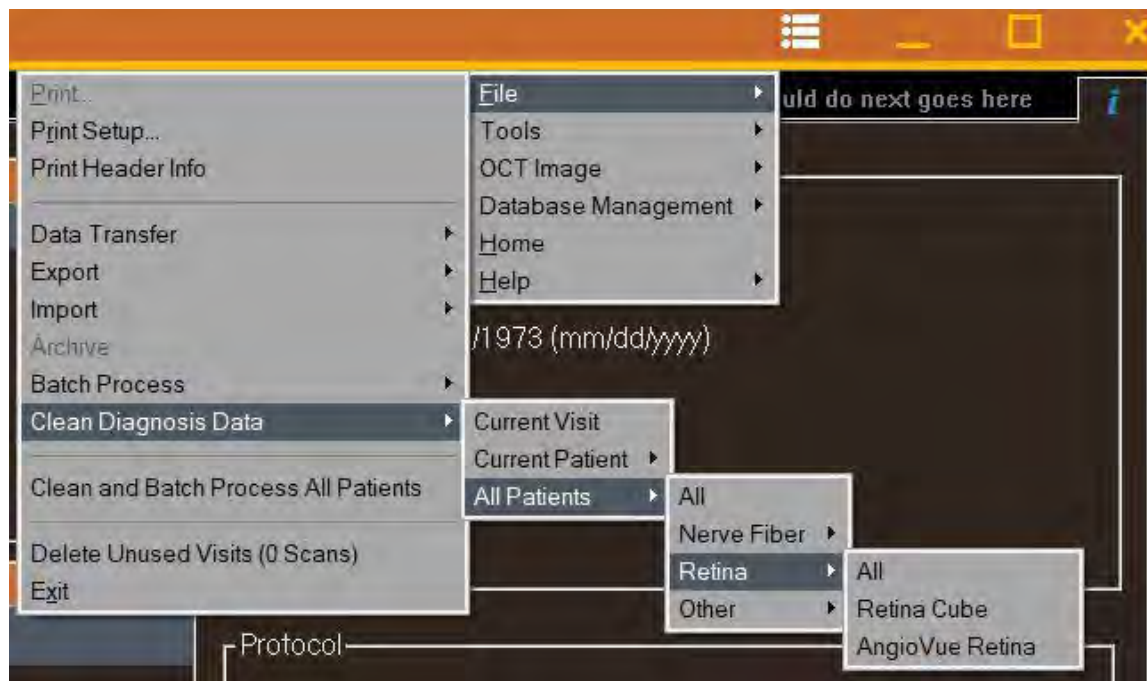 uld do next goes here
i
File
Tools
OCT Image
Database Management
Home
Help
Print...
Print Setup...
Print Header Info
Data Transfer
Export
Import
Archive
Batch Process
Clean Diagnosis Data
Clean and Batch Process All Patients
Delete Unused Visits (0 Scans)
Exit
/1973 (mm/dd/yyyy)
Current Visit
Current Patient
All Patients
All
Nerve Fiber
Retina
Other
All
Retina Cube
AngioVue Retina
Protocol